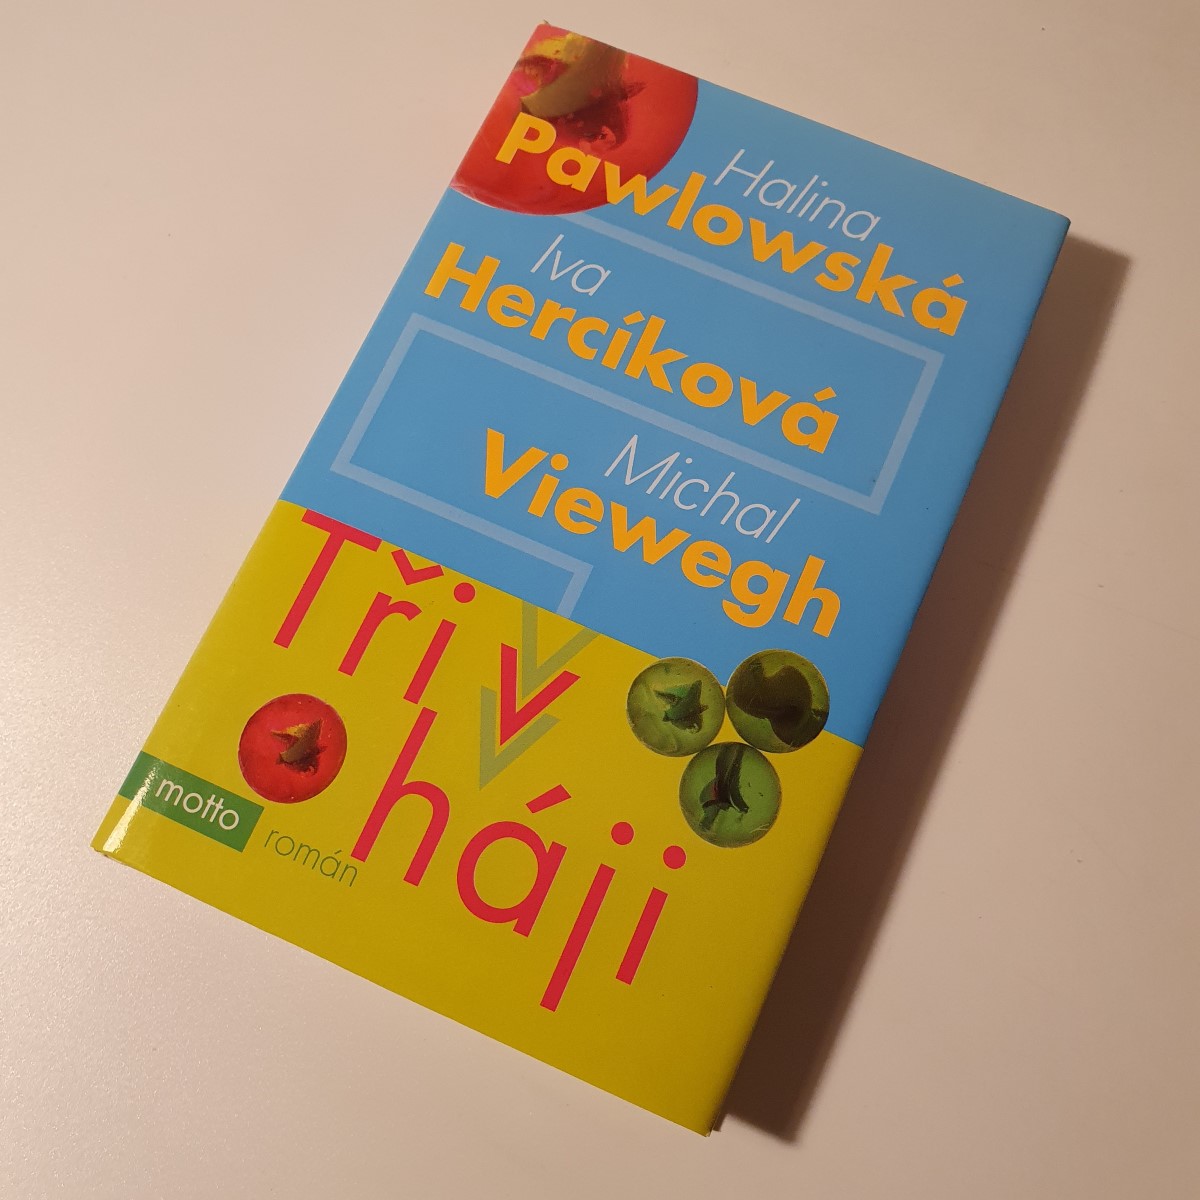 Halina
Pawlowská
Iva
Hercíková
Michal
Viewegh
Tři v
háji
motto
román